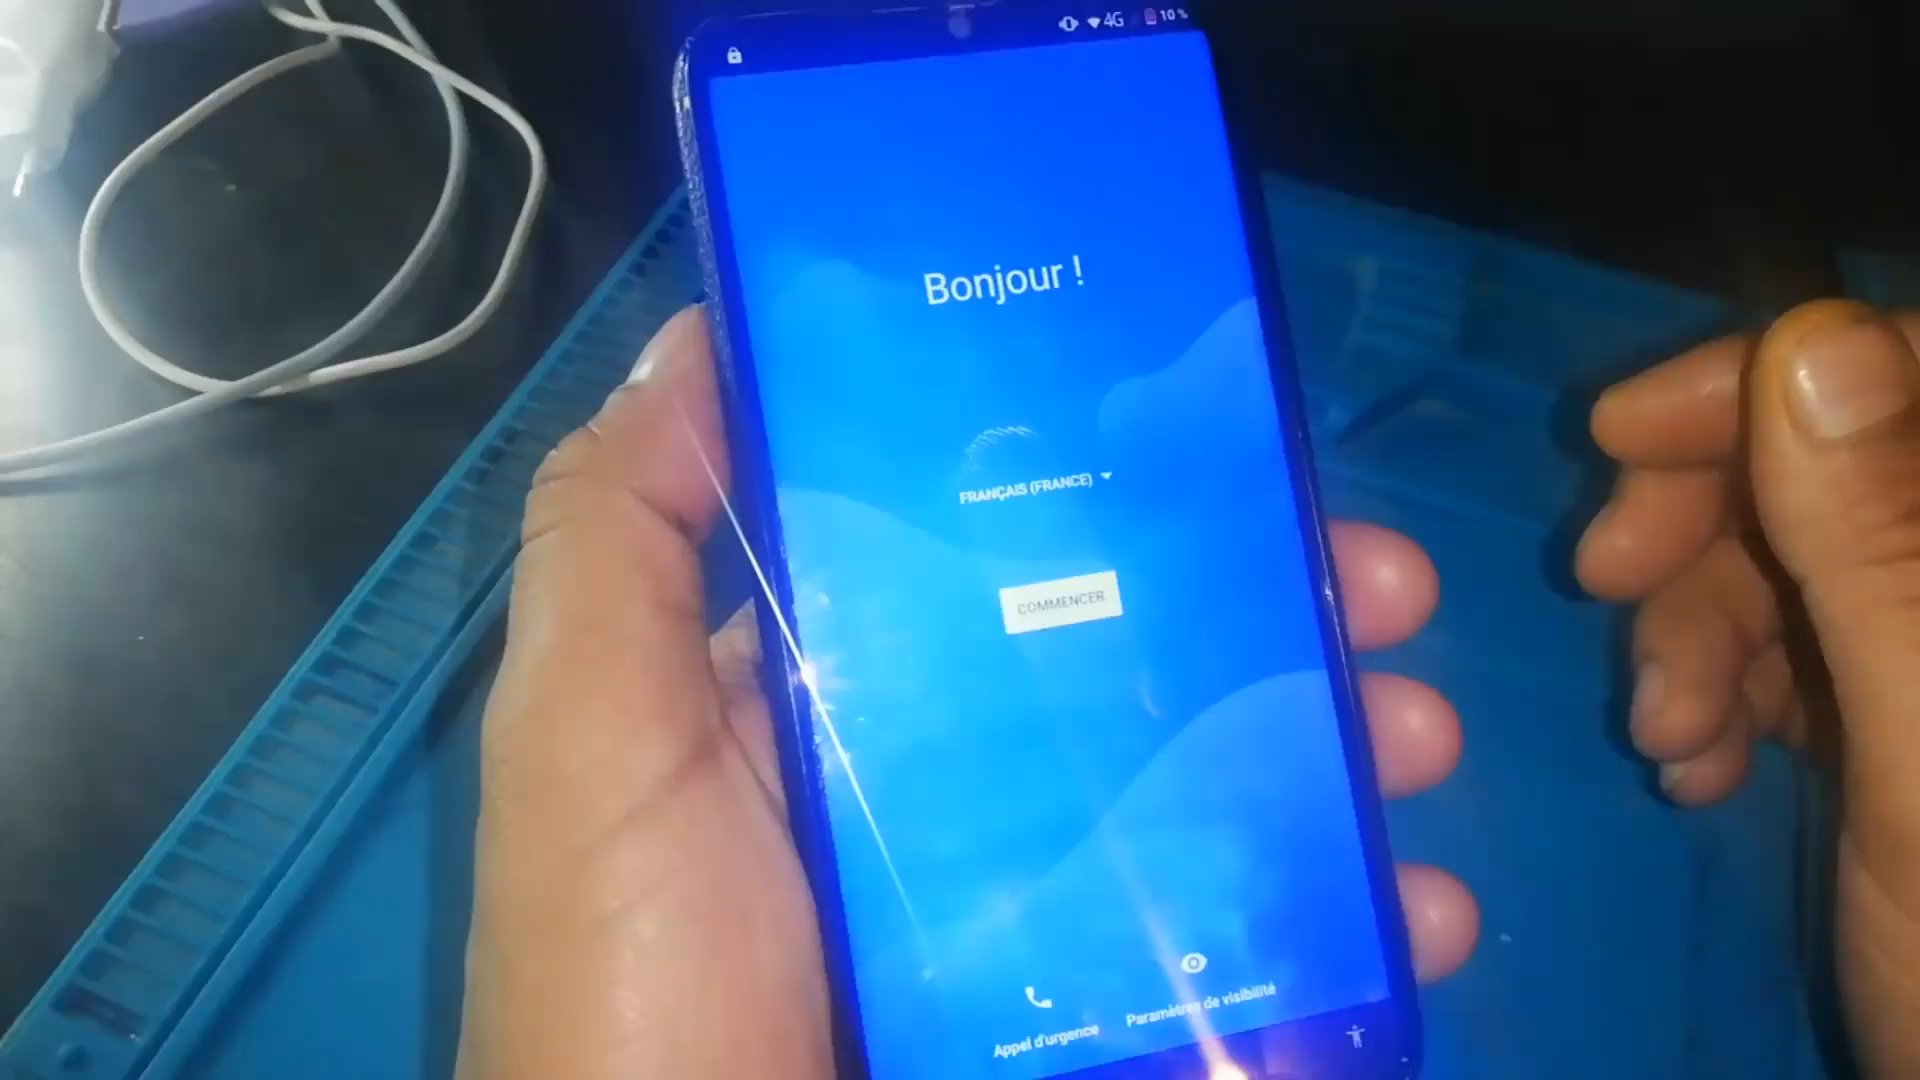 4G 10 %
Bonjour !
FRANÇAIS (FRANCE)
COMMENCER
Appel d'urgence
Paramètres de visibilité